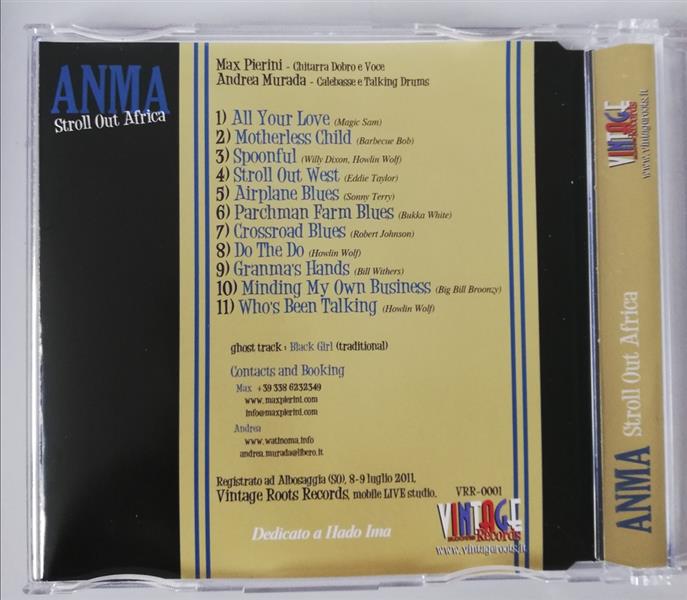 ANMA
Stroll Out Africa
Max Pierini - Chitarra Dobro e Voce
Andrea Murada - Calebasse e Talking Drums
1) All Your Love (Magic Sam)
2) Motherless Child (Barbecue Bob)
3) Spoonful (Willy Dixon, Howlin Wolf)
4) Stroll Out West (Eddie Taylor)
5) Airplane Blues (Sonny Terry)
6) Parchman Farm Blues (Bukka White)
7) Crossroad Blues (Robert Johnson)
8) Do The Do (Howlin Wolf)
9) Granma's Hands (Bill Withers)
10) Minding My Own Business (Big Bill Broonzy)
11) Who's Been Talking (Howlin Wolf)
ghost track : Black Girl (traditional)
Contacts and Booking
Max +39 338 6232349
www.maxpierini.com
info@maxpierini.com
Andrea
www.watinoma.info
andrea.murada@libero.it
Registrato ad Albosaggia (SO), 8-9 luglio 2011,
Vintage Roots Records, mobile LIVE studio.
VRR-0001
Dedicato a Hado Ima
VINTAGE
ROOTS Records
www.vintageroots.it
VINTAGE
Records
www.vintageroots.it
ANMA Stroll Out Africa